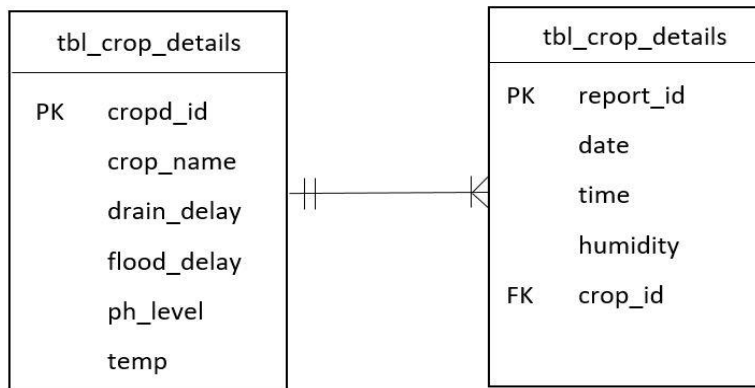 tbl_crop_details
PK cropd_id
crop_name
drain_delay
flood_delay
ph_level
temp
tbl_crop_details
PK report_id
date
time
humidity
FK crop_id